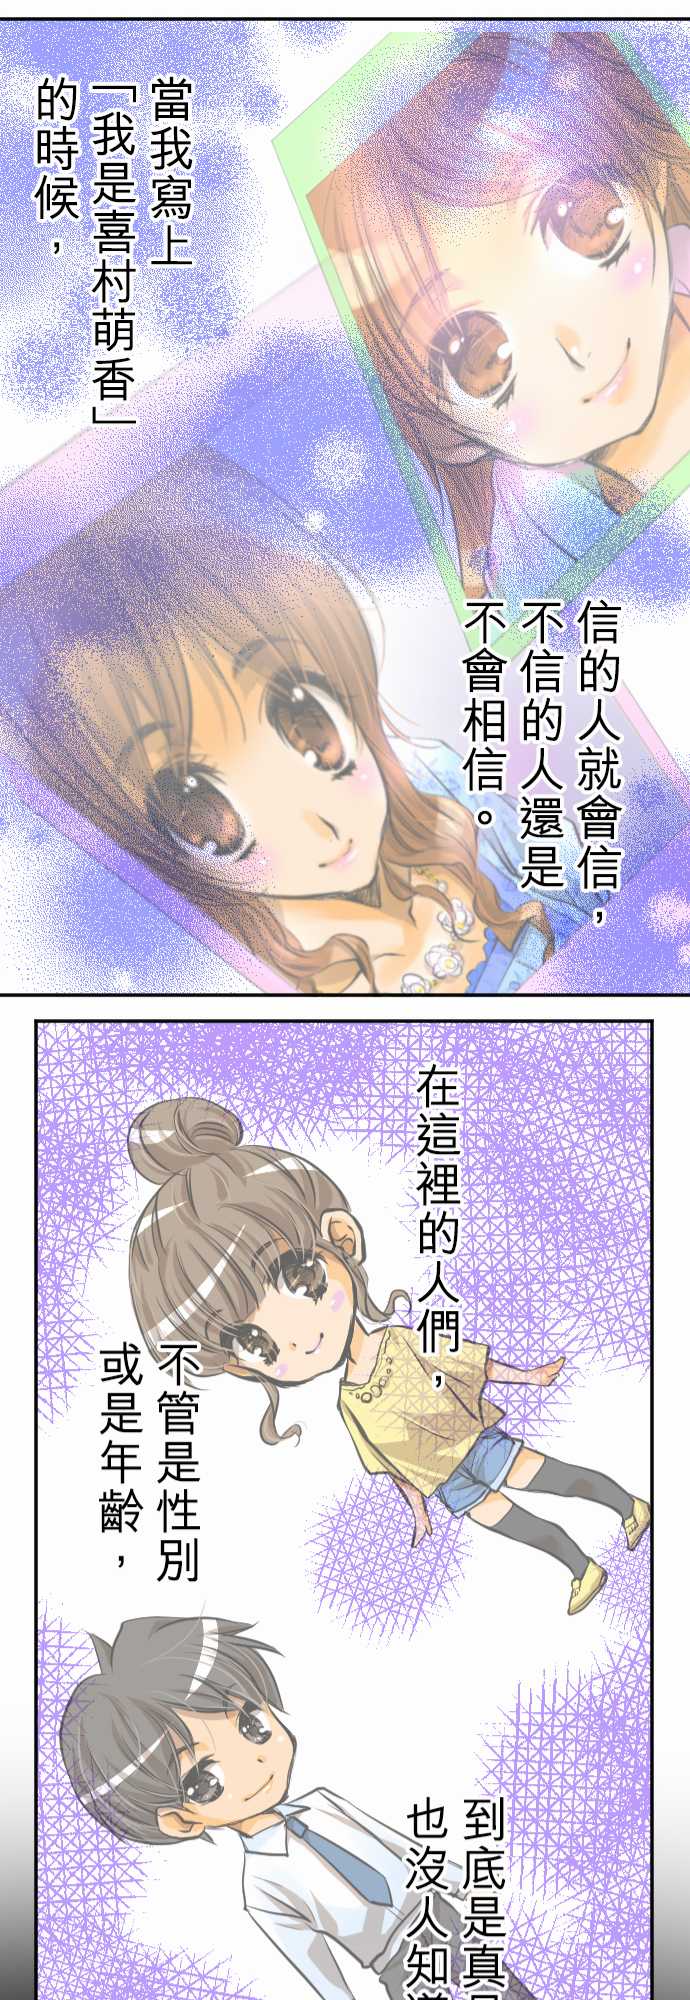 當我寫上
「我是喜村萌香」
的時候，
信的人就會信，
不信的人還是
不會相信。
在這裡的人們，
不管是性別
或是年齡，
到底是真
也沒人知